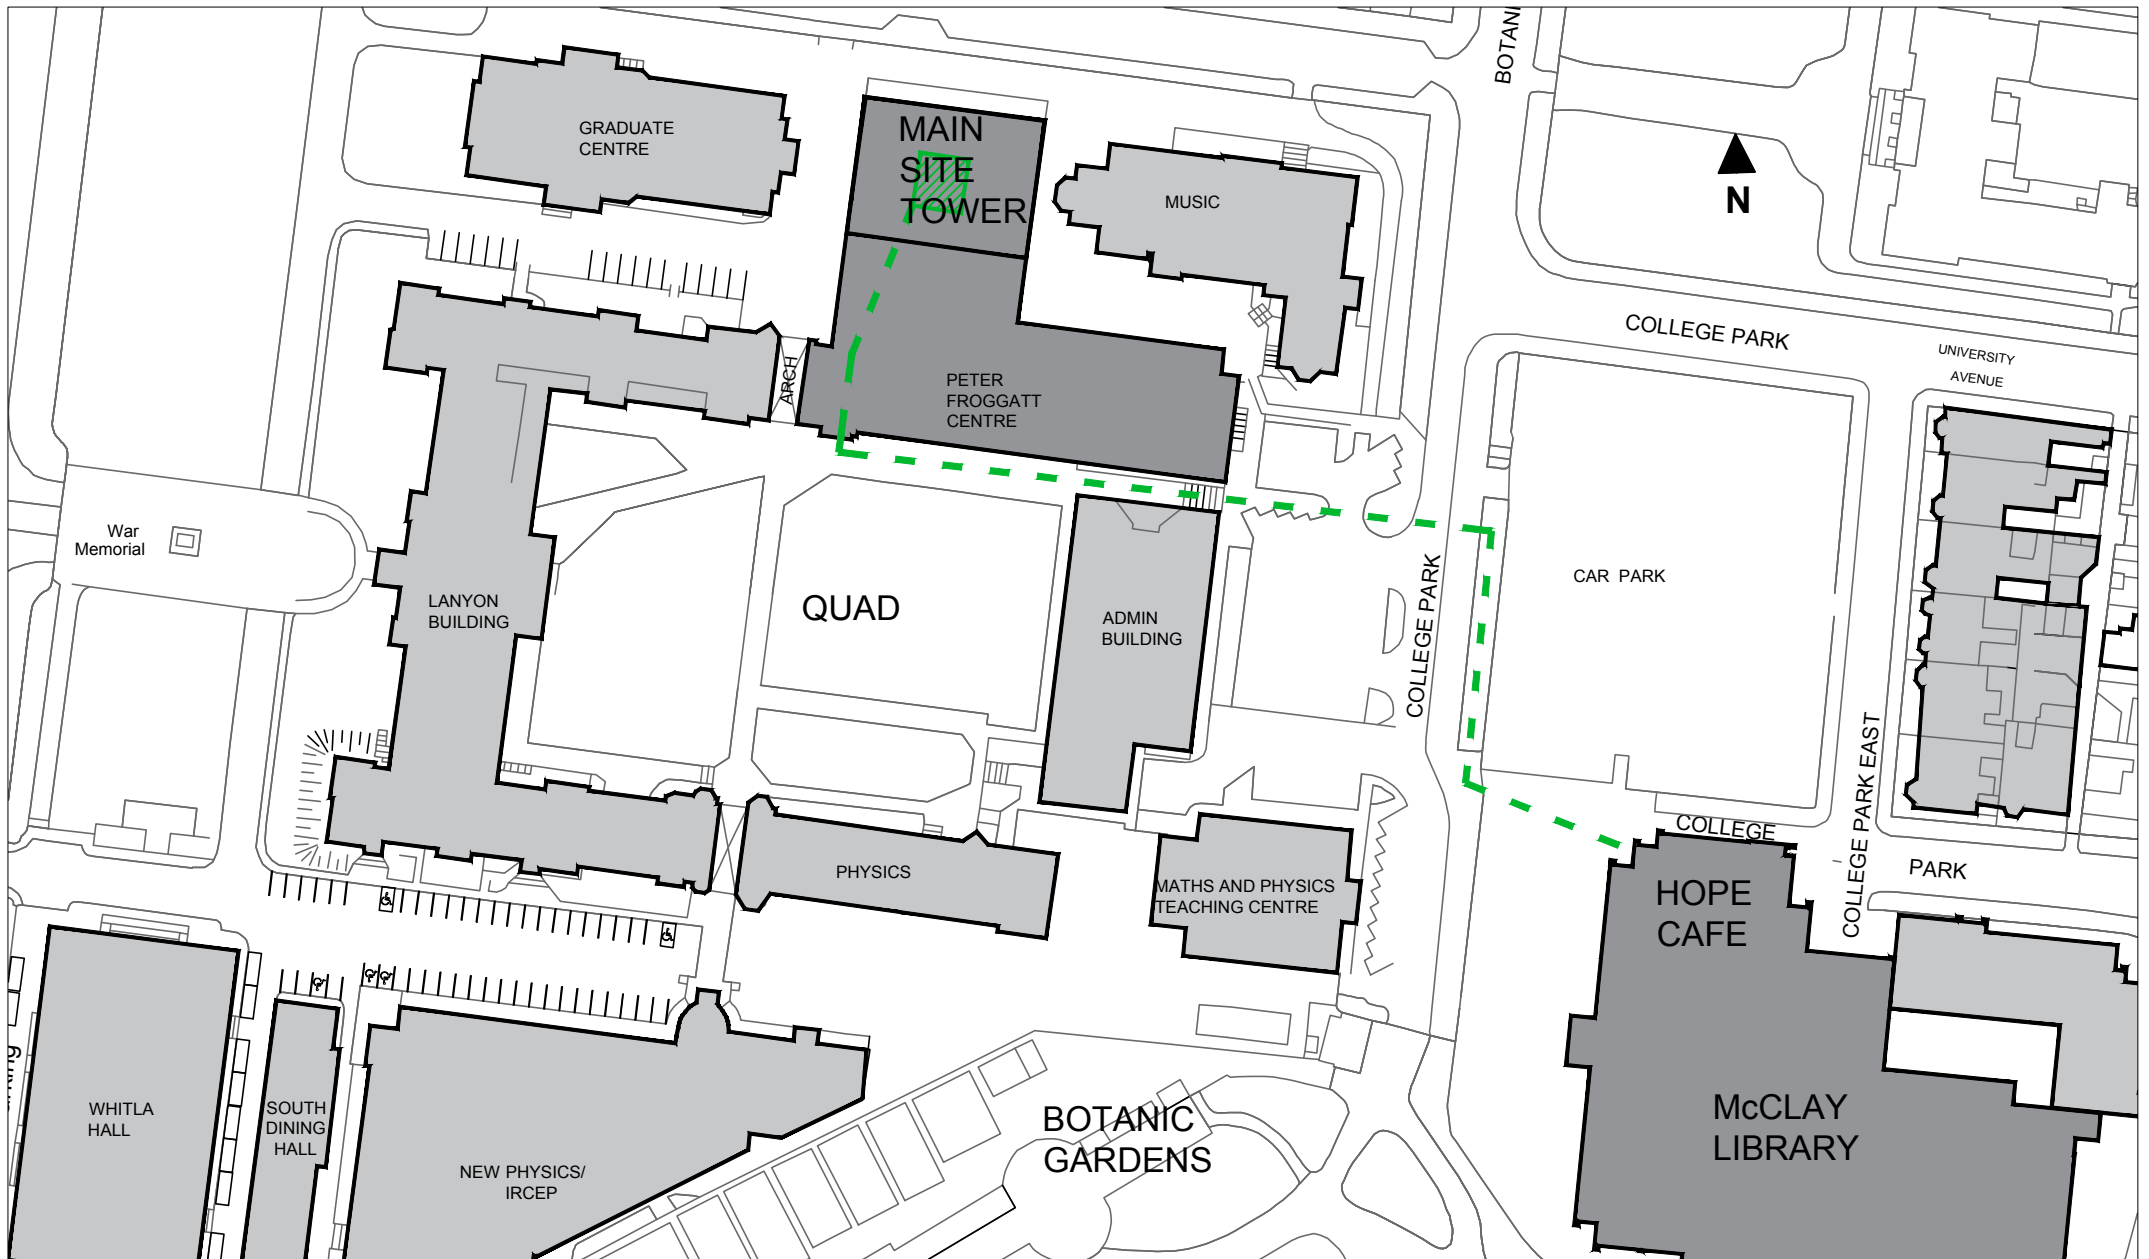 BOTANI
GRADUATE
CENTRE
MAIN
SITE
TOWER
MUSIC
N
COLLEGE PARK
UNIVERSITY
AVENUE
ARCH
PETER
FROGGATT
CENTRE
War
Memorial
LANYON
BUILDING
QUAD
ADMIN
BUILDING
COLLEGE PARK
CAR PARK
COLLEGE PARK EAST
COLLEGE
PARK
PHYSICS
MATHS AND PHYSICS
TEACHING CENTRE
HOPE
CAFE
WHITLA
HALL
SOUTH
DINING
HALL
NEW PHYSICS/
IRCEP
BOTANIC
GARDENS
McCLAY
LIBRARY